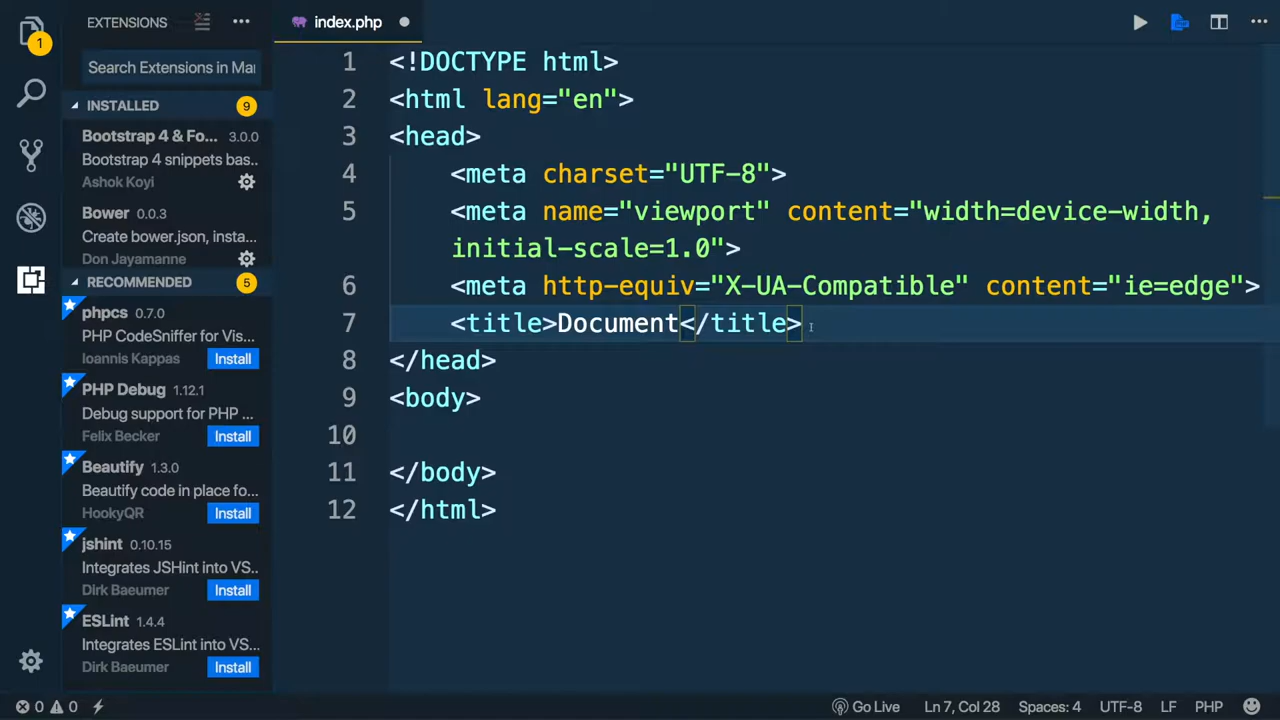 1
EXTENSIONS
Search Extensions in Mar
INSTALLED 9
Bootstrap 4 & Fo... 3.0.0
Bootstrap 4 snippets bas..
Ashok Koyi
Bower 0.0.3
Create bower.json, insta...
Don Jayamanne
RECOMMENDED 5
phpcs 0.7.0
PHP CodeSniffer for Vis...
Ioannis Kappas Install
PHP Debug 1.12.1
Debug support for PHP ...
Felix Becker Install
Beautify 1.3.0
Beautify code in place fo...
HookyQR Install
jshint 0.10.15
Integrates JSHint into VS..
Dirk Baeumer Install
ESLint 1.4.4
Integrates ESLint into VS...
Dirk Baeumer Install
index.php
1 <!DOCTYPE html>
2 <html lang="en">
3 <head>
4 <meta charset="UTF-8">
5 <meta name="viewport" content="width=device-width,
initial-scale=1.0">
6 <meta http-equiv="X-UA-Compatible" content="ie=edge">
7 <title>Document</title>
8 </head>
9 <body>
10
11 </body>
12 </html>
0 0 Go Live Ln 7, Col 28 Spaces: 4 UTF-8 LF PHP